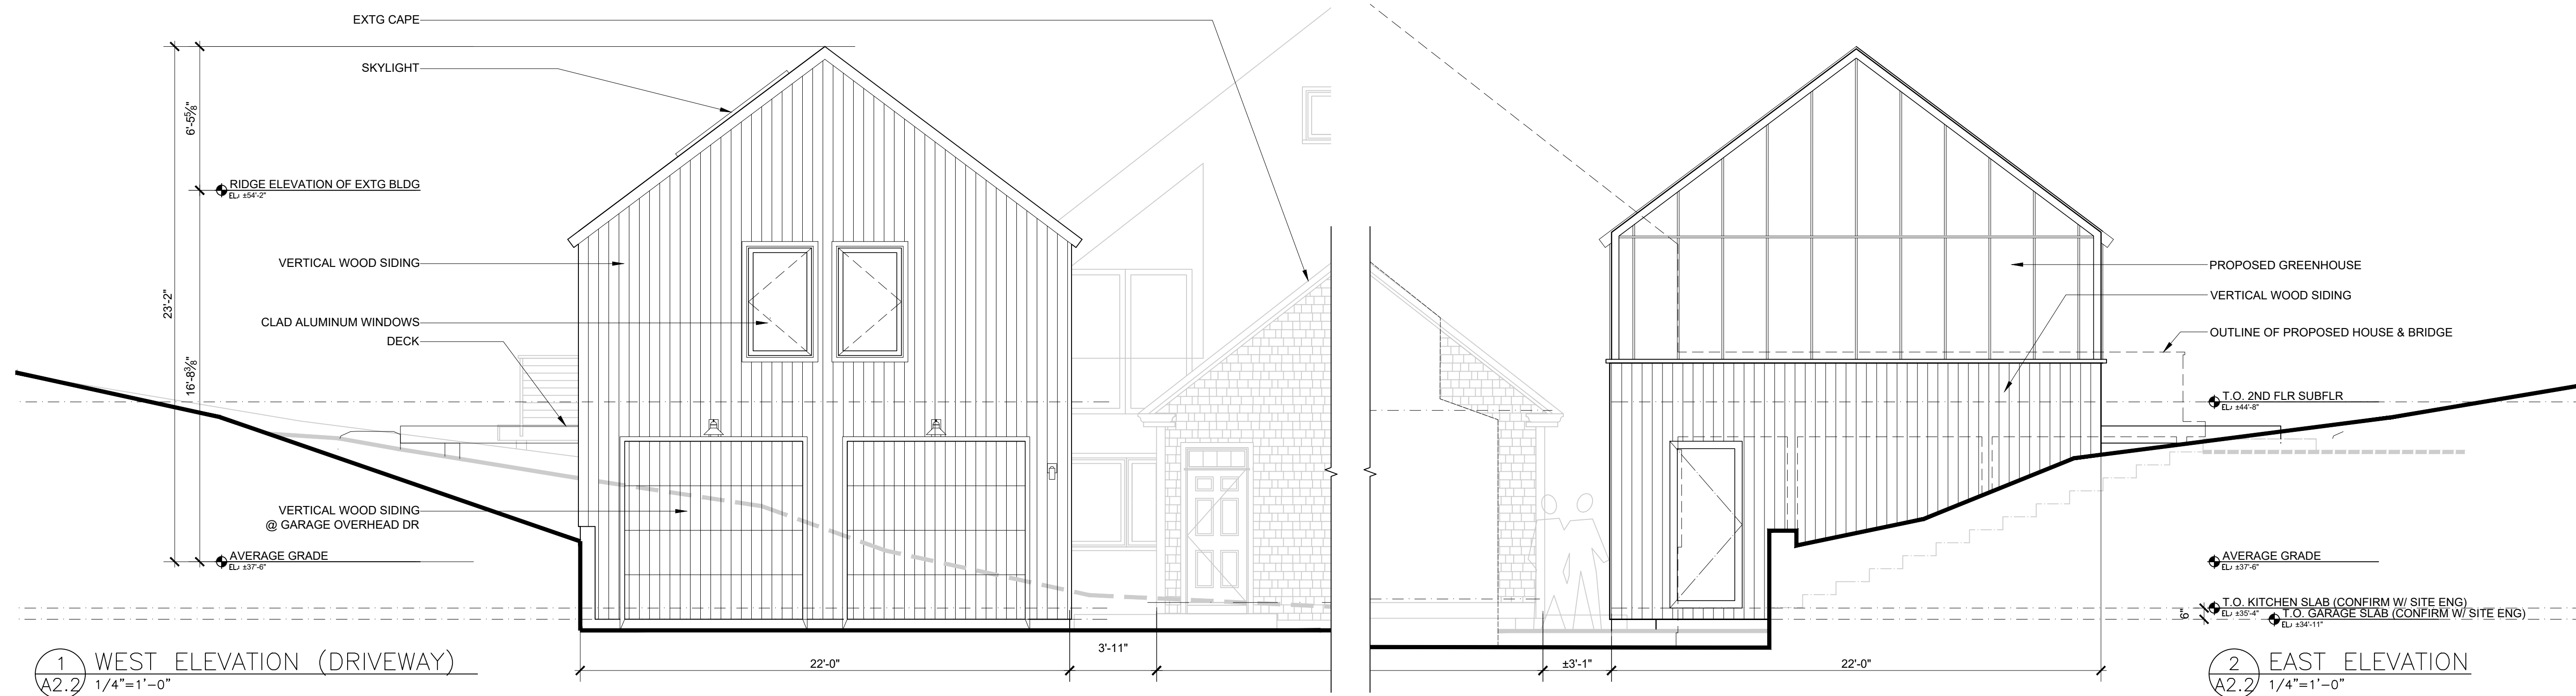 EXTG CAPE
SKYLIGHT
6'-5⅝"
RIDGE ELEVATION OF EXTG BLDG
EL: ±54'-2"
VERTICAL WOOD SIDING
23'-2"
CLAD ALUMINUM WINDOWS
DECK
16'-8⅜"
VERTICAL WOOD SIDING
@ GARAGE OVERHEAD DR
AVERAGE GRADE
EL: ±37'-6"
3'-11"
22'-0"
1
A2.2
WEST ELEVATION (DRIVEWAY)
1/4"=1'-0"
PROPOSED GREENHOUSE
VERTICAL WOOD SIDING
OUTLINE OF PROPOSED HOUSE & BRIDGE
T.O. 2ND FLR SUBFLR
EL: ±44'-8"
AVERAGE GRADE
EL: ±37'-6"
T.O. KITCHEN SLAB (CONFIRM W/ SITE ENG)
EL: ±35'-4"
6"
T.O. GARAGE SLAB (CONFIRM W/ SITE ENG)
EL: ±34'-11"
±3'-1"
22'-0"
2
A2.2
EAST ELEVATION
1/4"=1'-0"